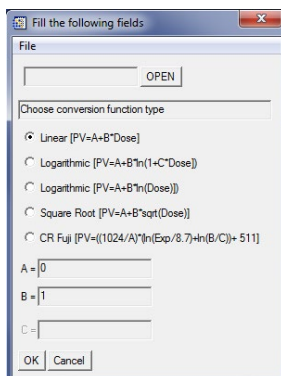 Fill the following fields
File
OPEN
Choose conversion function type
Linear [PV=A+B*Dose]
Logarithmic [PV=A+B*ln(1+C*Dose])
Logarithmic [PV=A+B*ln(Dose)])
Square Root [PV=A+B*sqrt(Dose)]
CR Fuji [PV=((1024/A)*(ln(Exp/8.7)+ln(B/C))+ 511]
A = 0
B = 1
C =
OK Cancel